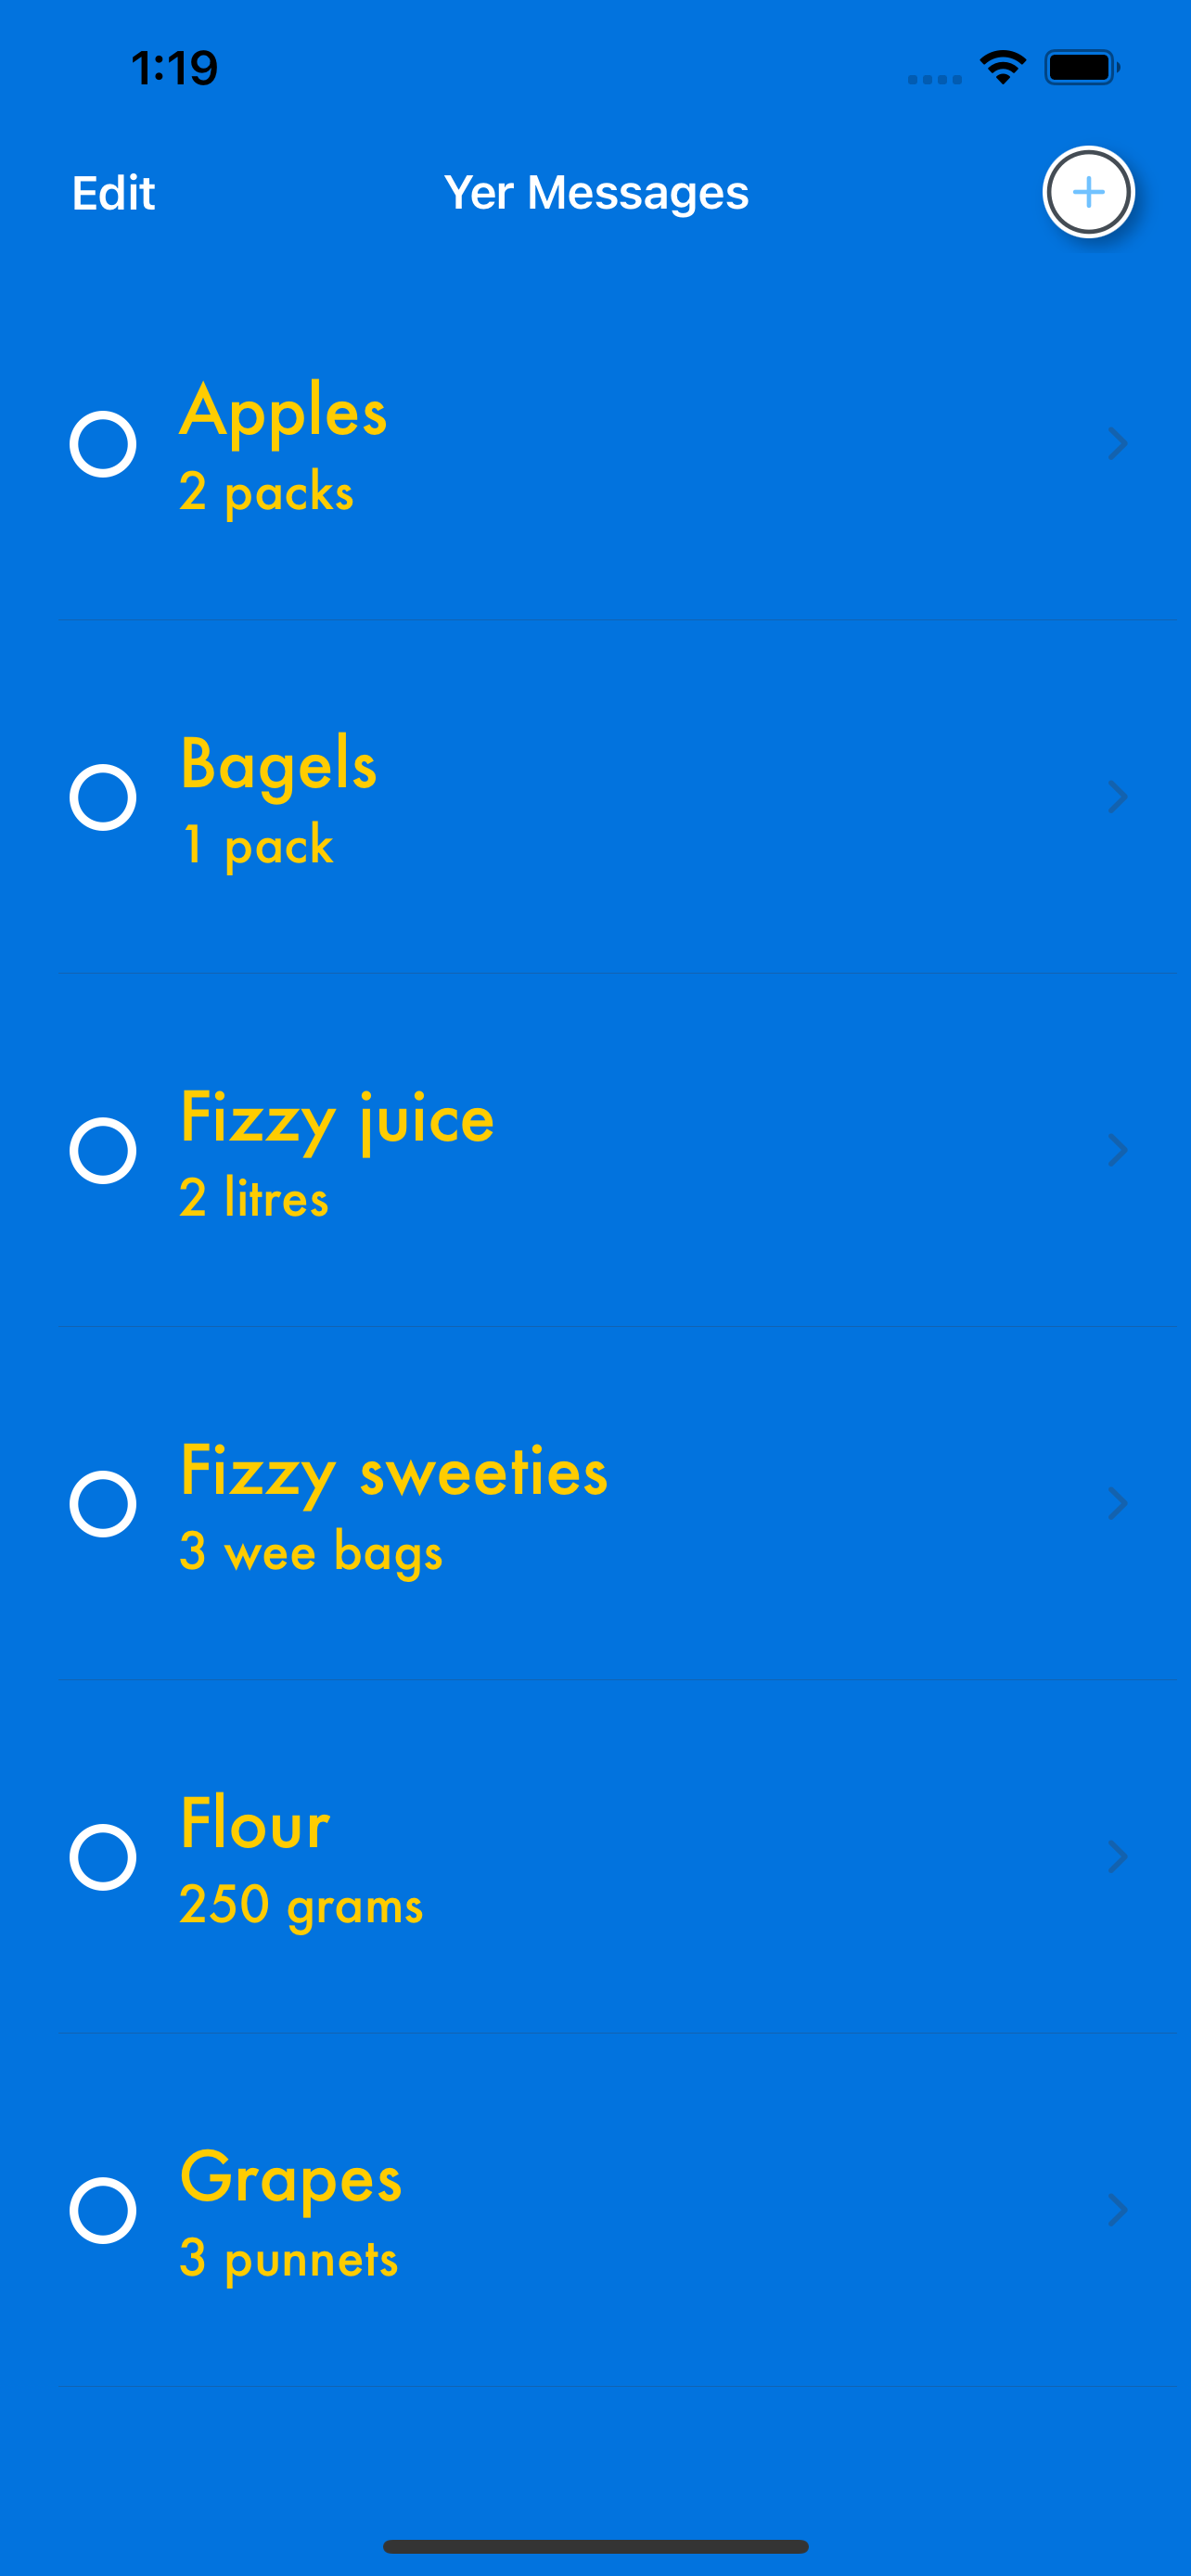 1:19
Edit
Yer Messages
Apples
2 packs
Bagels
1 pack
Fizzy juice
2 litres
Fizzy sweeties
3 wee bags
Flour
250 grams
Grapes
3 punnets